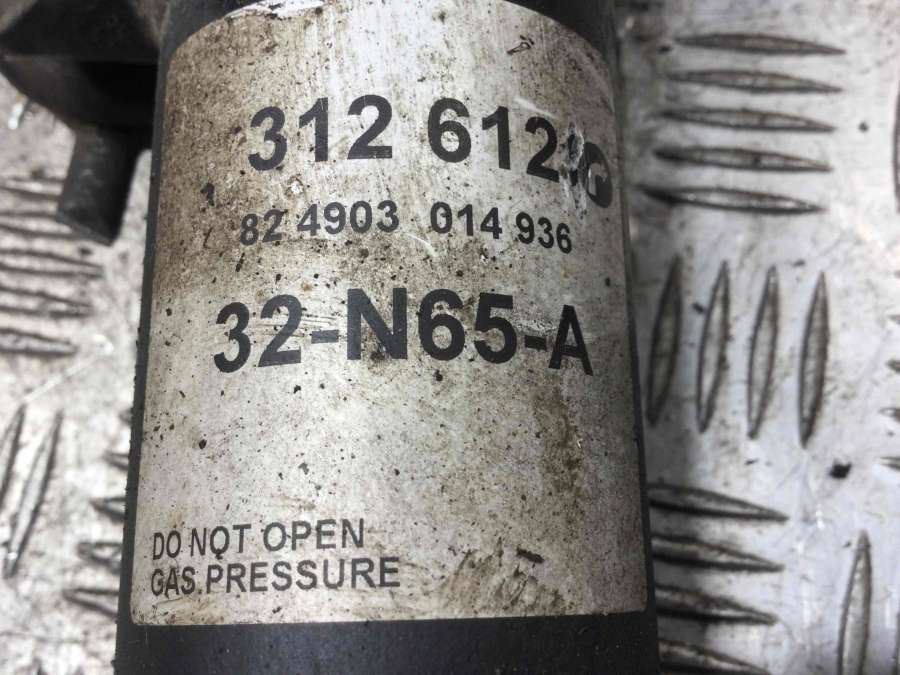 312 612
82 4903 014 936
32-N65-A
DO NOT OPEN
GAS PRESSURE